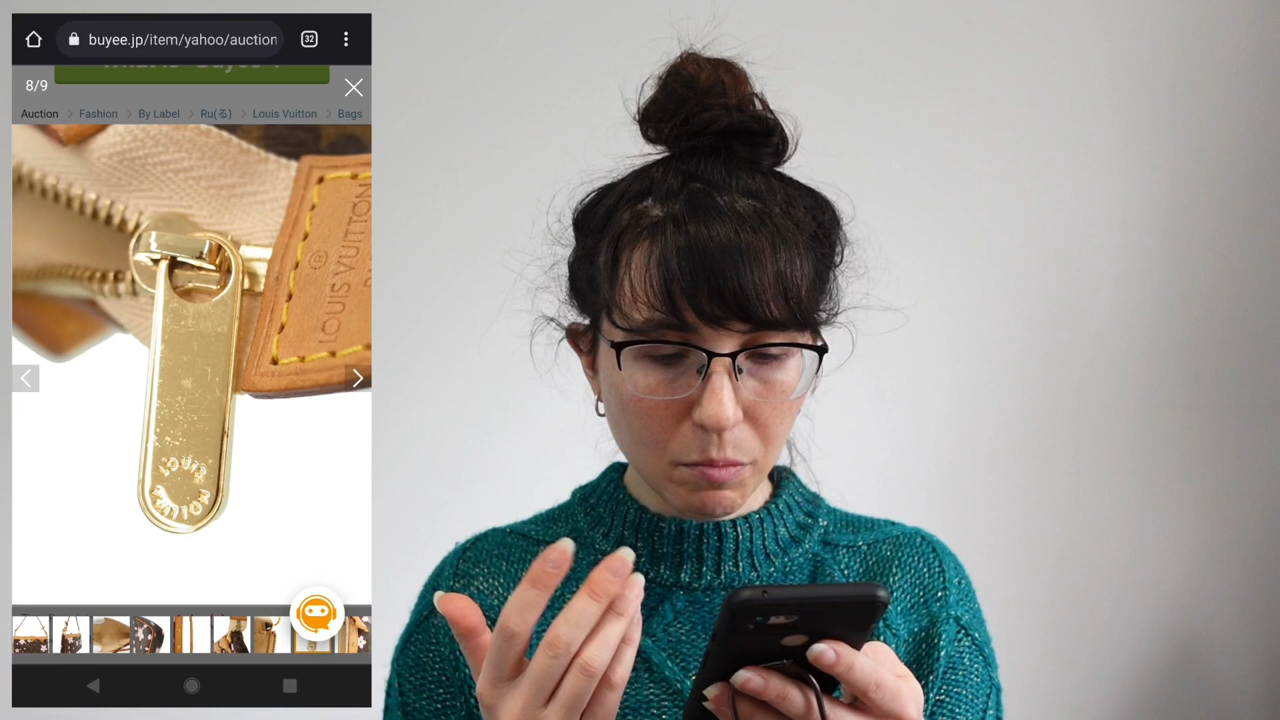 buyee.jp/item/yahoo/auction
32
8/9
Auction > Fashion > By Label > Ru(る) > Louis Vuitton > Bags
LOUIS VUITTON
®
LOUIS
VUITTON